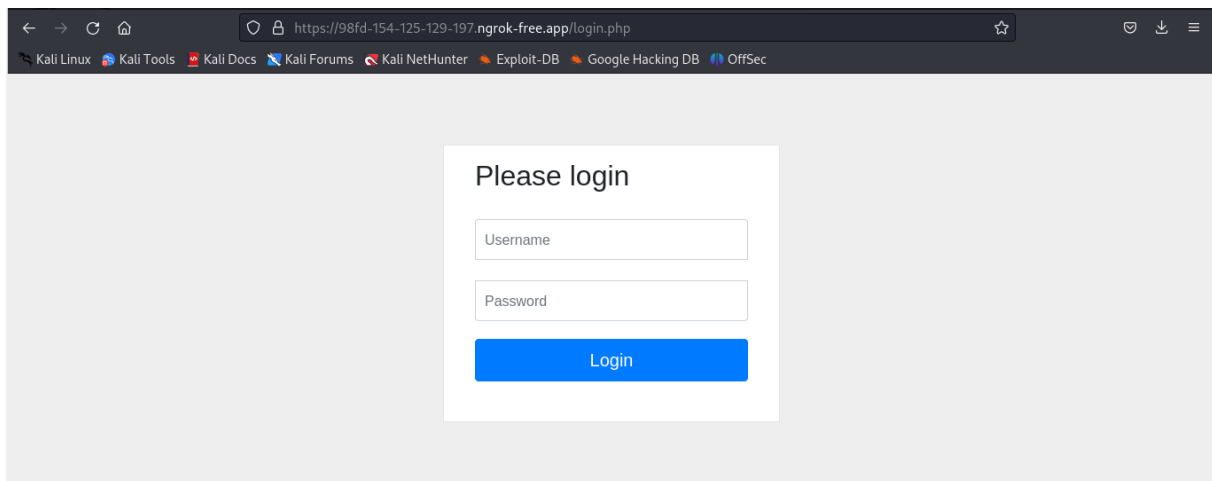 https://98fd-154-125-129-197.ngrok-free.app/login.php
Kali Linux Kali Tools Kali Docs Kali Forums Kali NetHunter Exploit-DB Google Hacking DB OffSec
Please login
Username
Password
Login